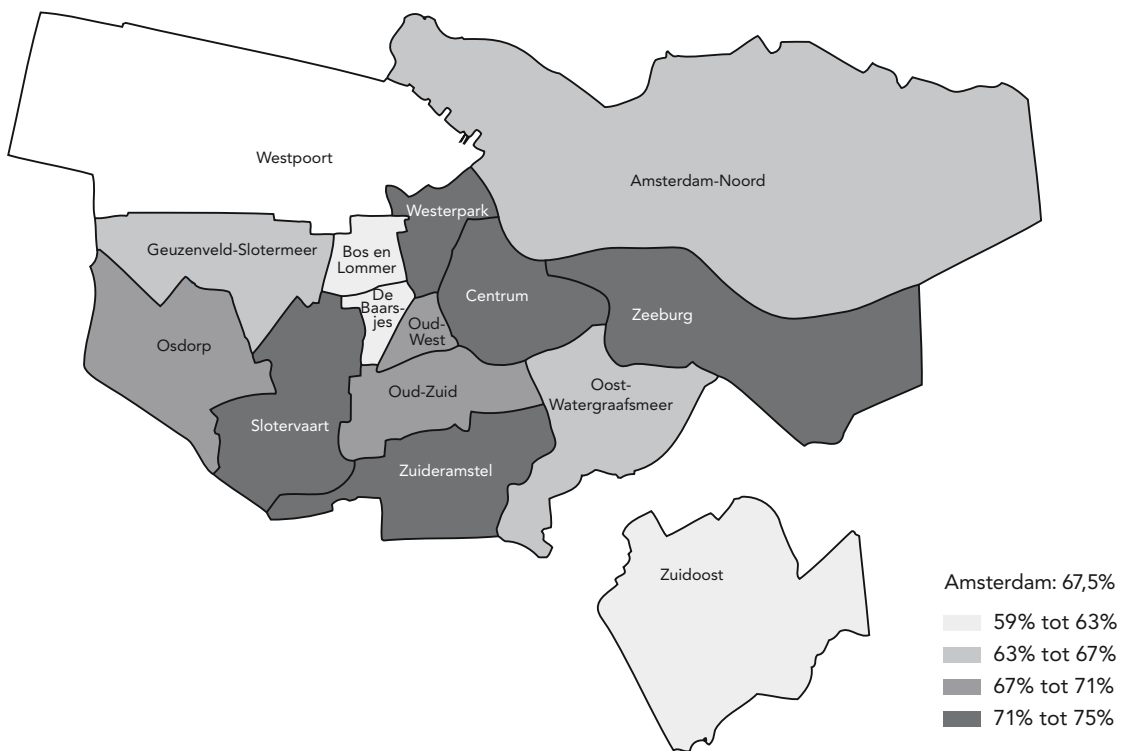 Westpoort
Amsterdam-Noord
Westerpark
Geuzenveld-Slotermeer
Bos en
Lommer
De
Baars-
jes
Centrum
Zeeburg
Oud-
West
Osdorp
Oud-Zuid
Oost-
Watergraafsmeer
Slotervaart
Zuideramstel
Zuidoost
Amsterdam: 67,5%
59% tot 63%
63% tot 67%
67% tot 71%
71% tot 75%